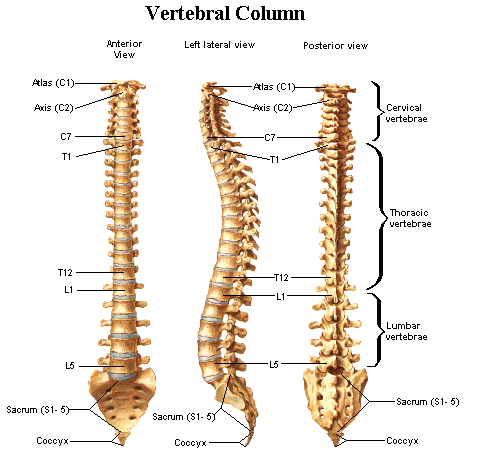 Vertebral Column
Anterior
View
Left lateral view
Posterior view
Atlas (C1)
Atlas (C1)
Axis (C2)
Axis (C2)
Cervical
vertebrae
C7
C7
T1
T1
Thoracic
vertebrae
T12
T12
L1
L1
Lumbar
vertebrae
L5
L5
Sacrum (S1- 5)
Sacrum (S1- 5)
Sacrum (S1- 5)
Coccyx
Coccyx
Coccyx